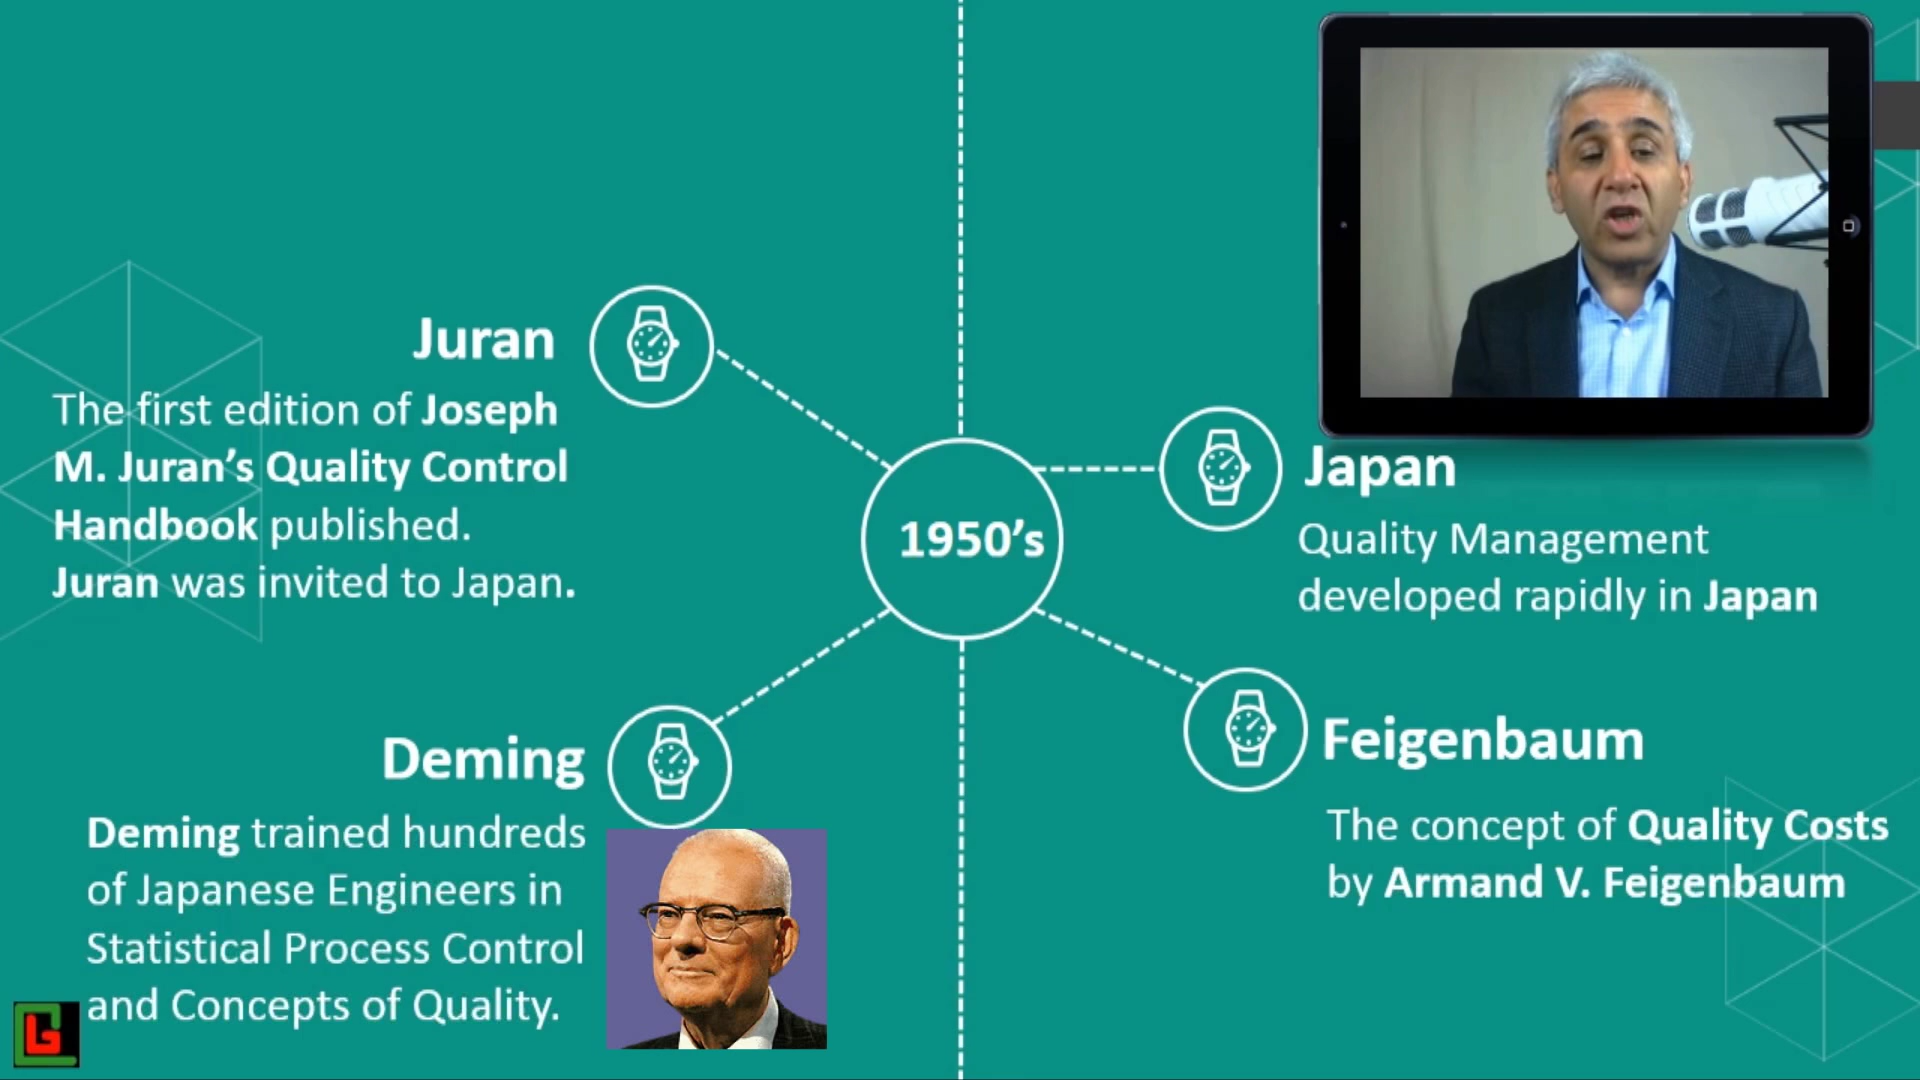 Juran
The first edition of Joseph
M. Juran's Quality Control
Handbook published.
Juran was invited to Japan.
1950's
Japan
Quality Management
developed rapidly in Japan
Deming
Deming trained hundreds
of Japanese Engineers in
Statistical Process Control
and Concepts of Quality.
Feigenbaum
The concept of Quality Costs
by Armand V. Feigenbaum